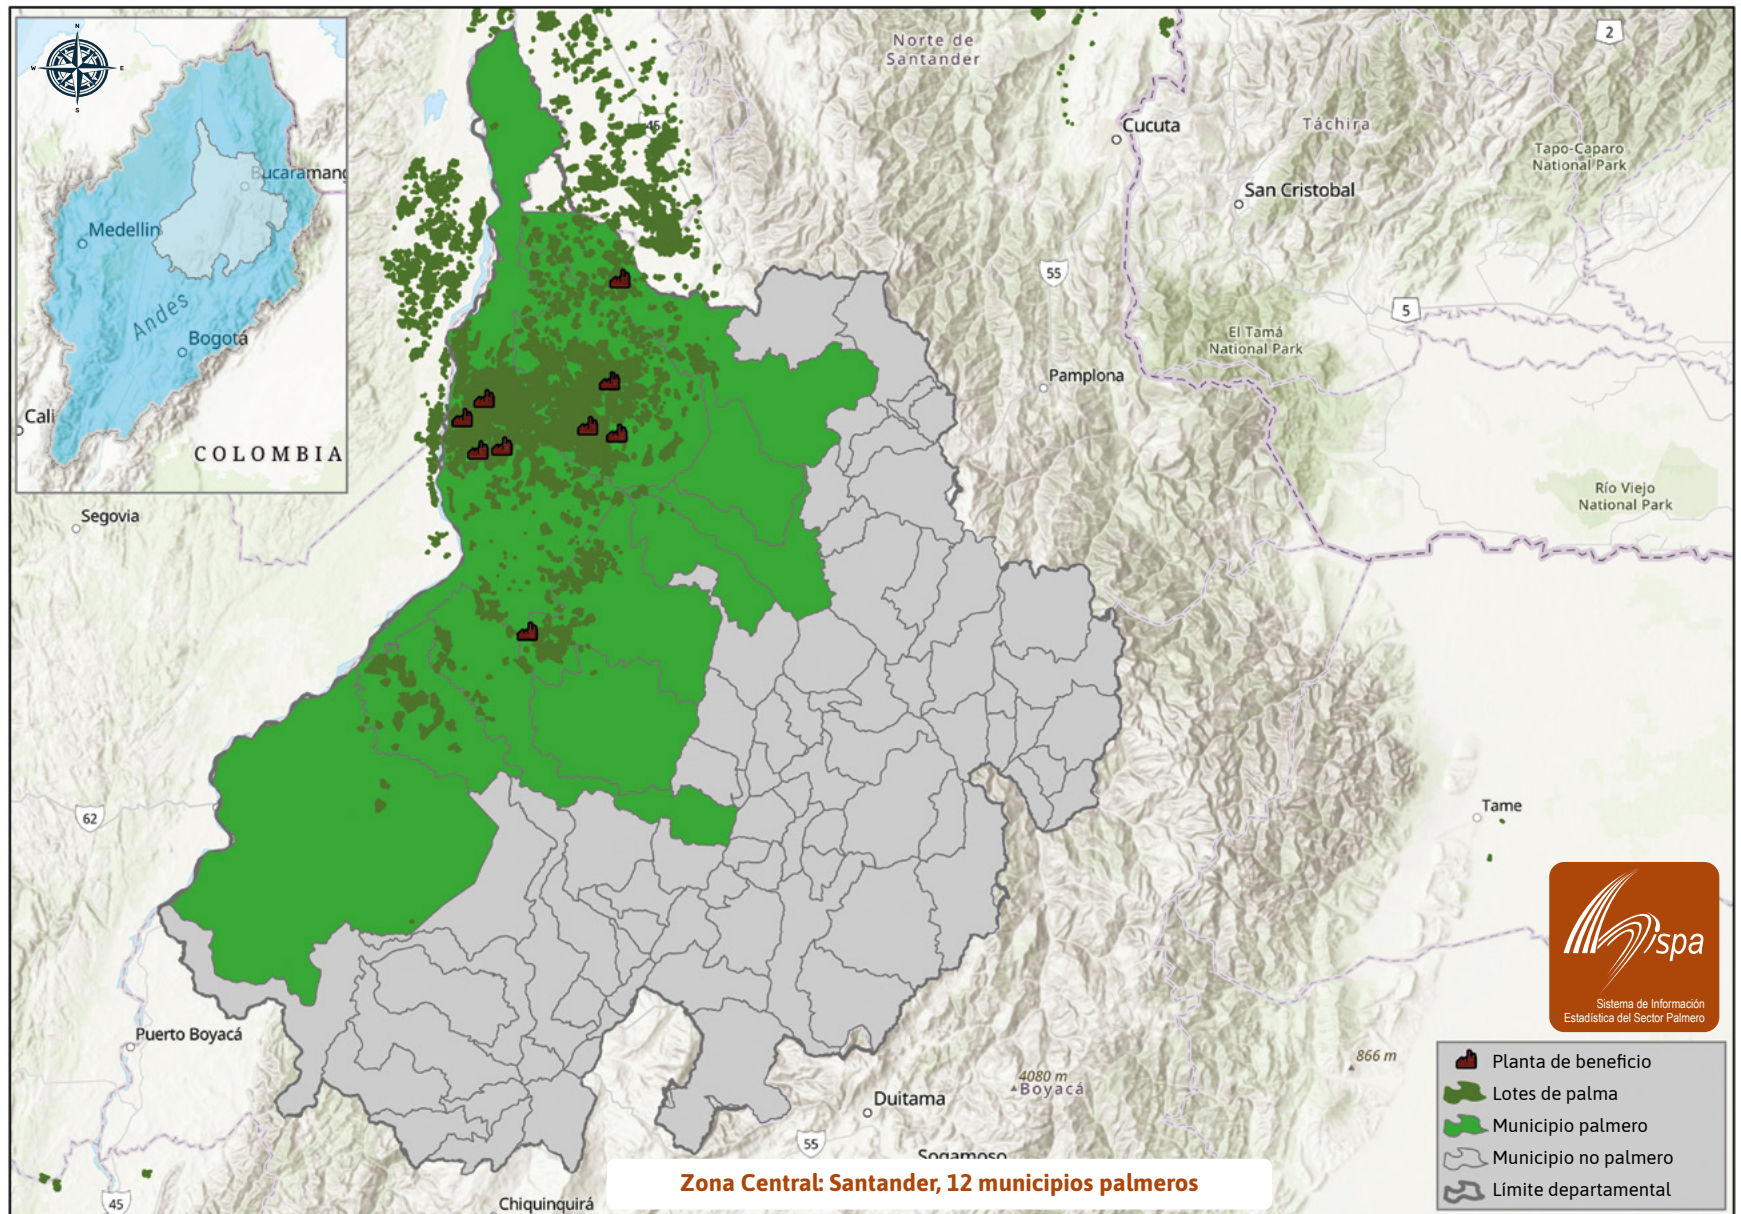 N
W
E
S
Bucaramang
Medellin
Andes
Bogotá
Cali
COLOMBIA
Norte de
Santander
2
45
Cucuta
Táchira
Tapo-Caparo
National Park
San Cristobal
55
5
El Tamá
National Park
Pamplona
Río Viejo
National Park
Segovia
62
Tame
Puerto Boyacá
hispa
Sistema de Información
Estadística del Sector Palmero
866 m
4080 m
Boyacá
Duitama
55
Sogamoso
45
Chiquinquirá
Zona Central: Santander, 12 municipios palmeros
Planta de beneficio
Lotes de palma
Municipio palmero
Municipio no palmero
Límite departamental